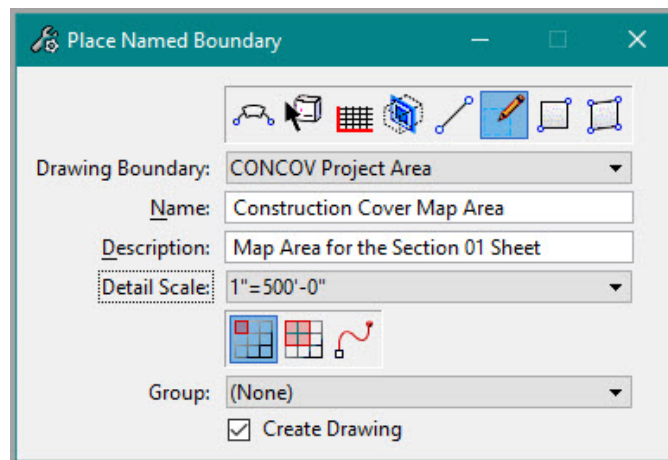 Place Named Boundary
Drawing Boundary: CONCOV Project Area
Name: Construction Cover Map Area
Description: Map Area for the Section 01 Sheet
Detail Scale: 1"=500'-0"
Group: (None)
Create Drawing